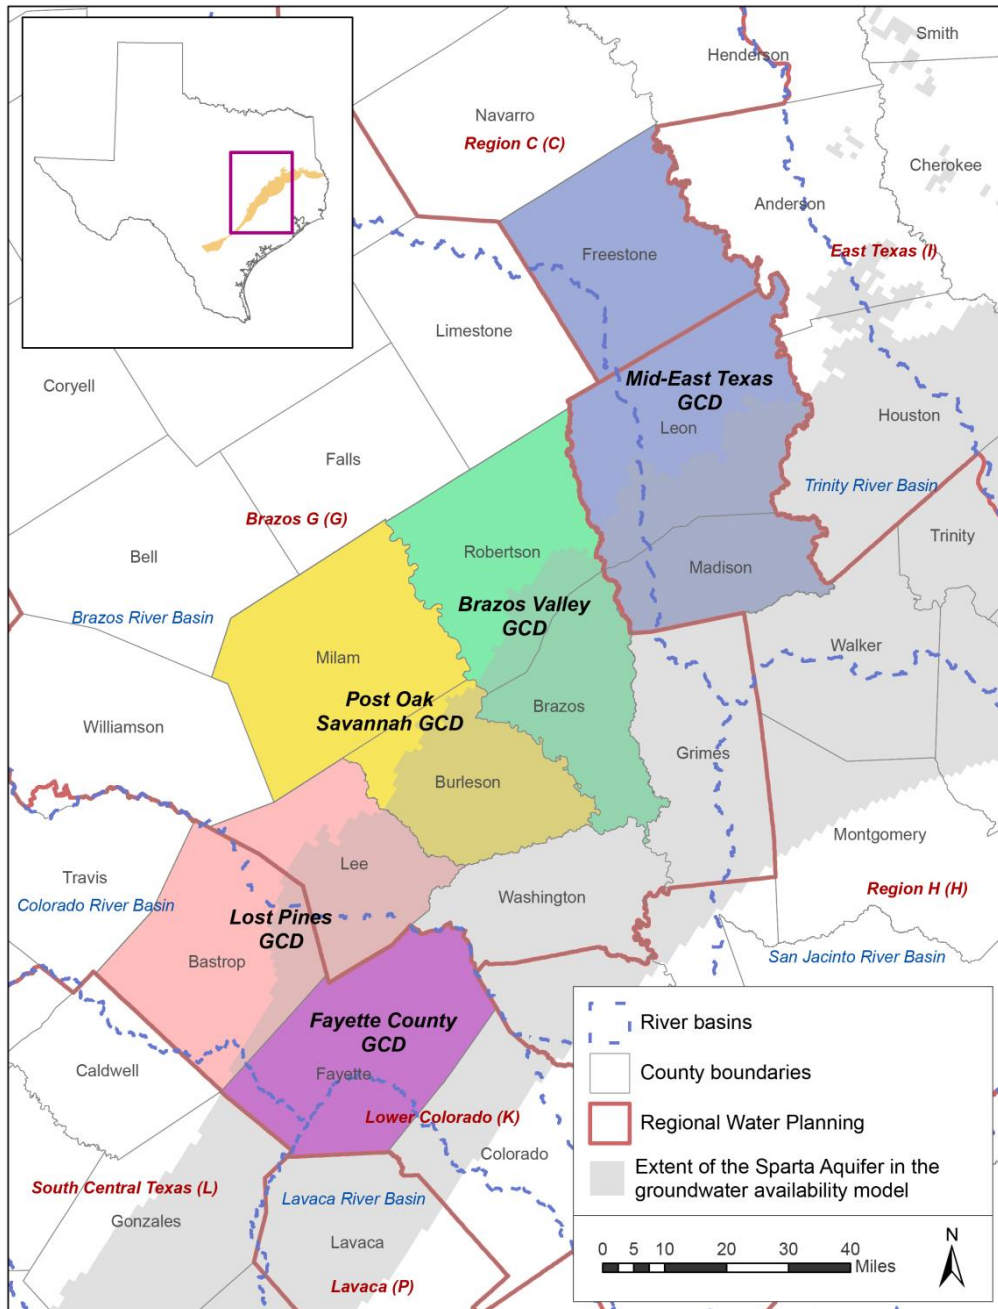 Smith
Henderson
Navarro
Region C (C)
Cherokee
Anderson
East Texas (I)
Freestone
Limestone
Coryell
Mid-East Texas
GCD
Leon
Houston
Falls
Trinity River Basin
Brazos G (G)
Trinity
Robertson
Bell
Madison
Brazos Valley
GCD
Brazos River Basin
Walker
Milam
Post Oak
Savannah GCD
Brazos
Williamson
Grimes
Burleson
Montgomery
Lee
Travis
Region H (H)
Washington
Colorado River Basin
Lost Pines
GCD
Bastrop
San Jacinto River Basin
Fayette County
GCD
Fayette
Caldwell
Lower Colorado (K)
Colorado
South Central Texas (L)
Lavaca River Basin
Gonzales
Lavaca
Lavaca (P)
River basins
County boundaries
Regional Water Planning
Extent of the Sparta Aquifer in the
groundwater availability model
N
0 5 10 20 30 40
Miles